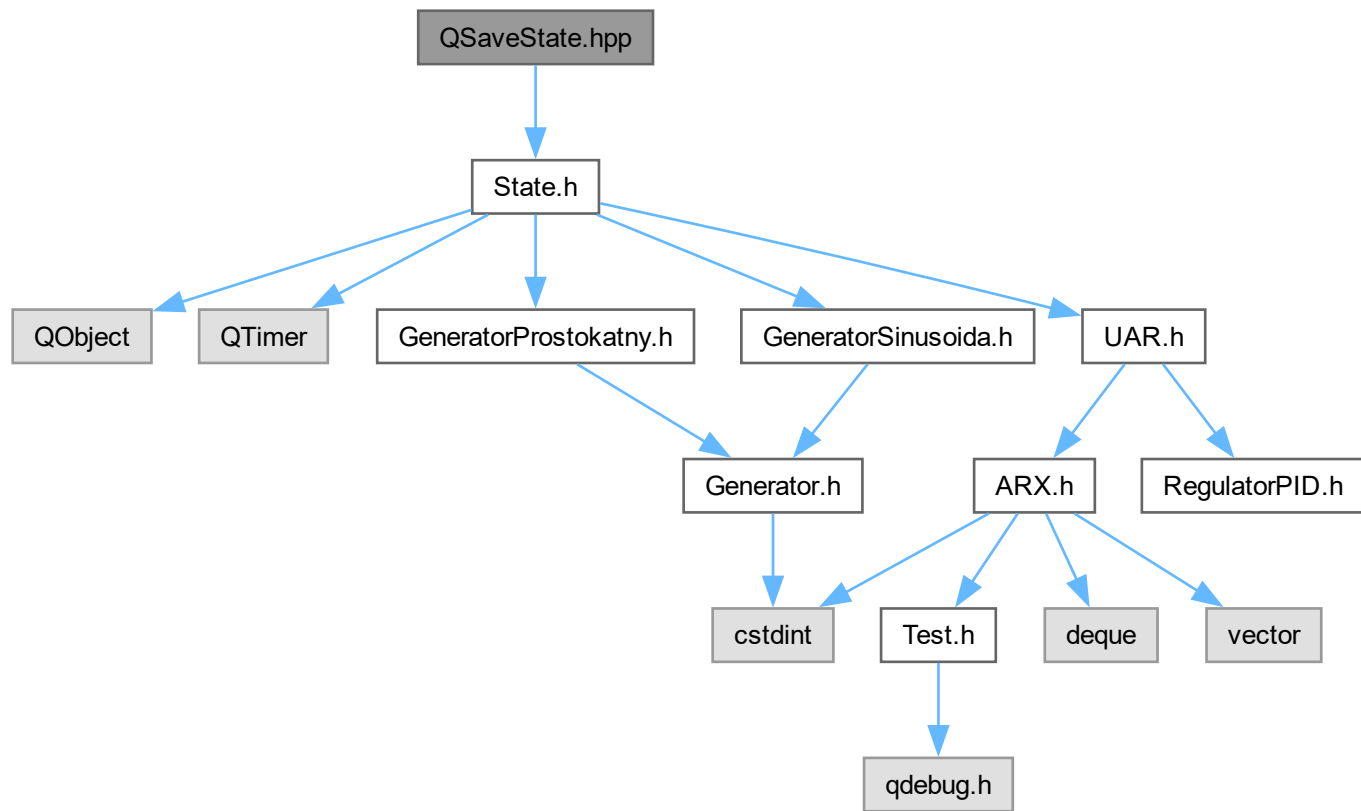 QSaveState.hpp
State.h
QObject
QTimer
GeneratorProstokatny.h
GeneratorSinusoida.h
UAR.h
Generator.h
ARX.h
RegulatorPID.h
cstdint
Test.h
deque
vector
qdebug.h